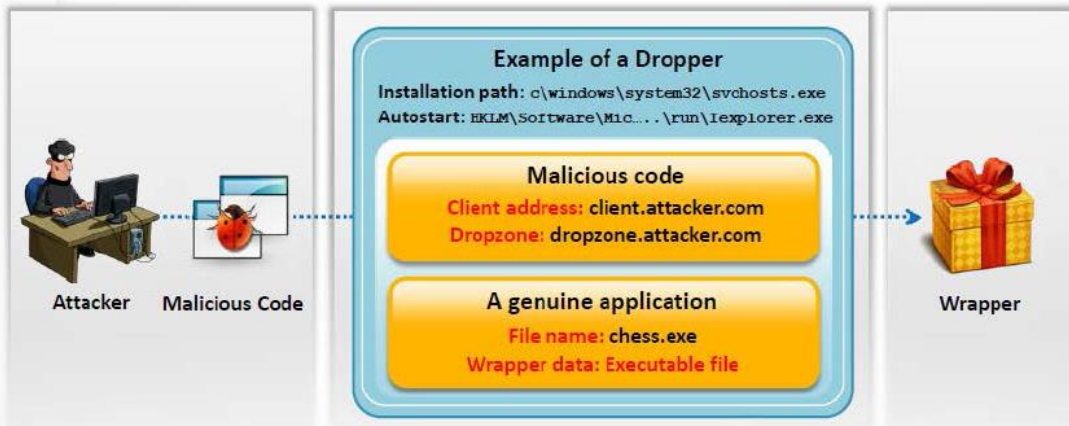 Example of a Dropper
Installation path: c\windows\system32\svchosts.exe
Autostart: HKLM\Software\Mic.....\run\Iexplorer.exe
Malicious code
Client address: client.attacker.com
Dropzone: dropzone.attacker.com
A genuine application
File name: chess.exe
Wrapper data: Executable file
Attacker
Malicious Code
Wrapper